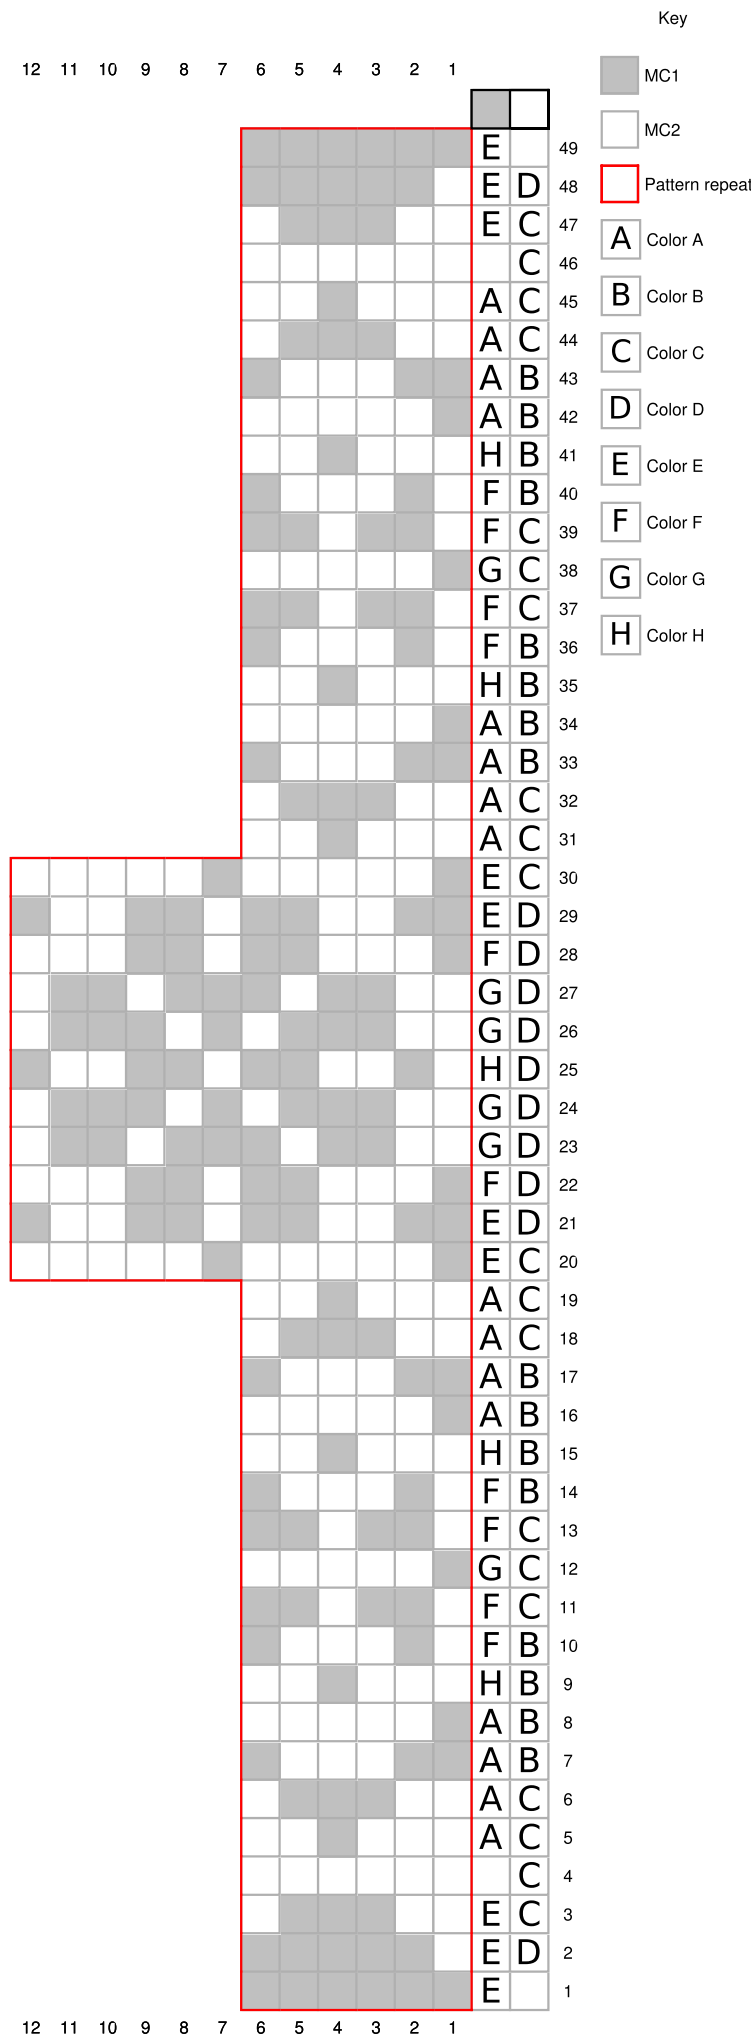 Key
12 11 10 9 8 7 6 5 4 3 2 1
MC1
MC2
Pattern repeat
A Color A
B Color B
C Color C
D Color D
E Color E
F Color F
G Color G
H Color H
E 49
E D 48
E C 47
C 46
A C 45
A C 44
A B 43
A B 42
H B 41
F B 40
F C 39
G C 38
F C 37
F B 36
H B 35
A B 34
A B 33
A C 32
A C 31
E C 30
E D 29
F D 28
G D 27
G D 26
H D 25
G D 24
G D 23
F D 22
E D 21
E C 20
A C 19
A C 18
A B 17
A B 16
H B 15
F B 14
F C 13
G C 12
F C 11
F B 10
H B 9
A B 8
A B 7
A C 6
A C 5
C 4
E C 3
E D 2
E 1
12 11 10 9 8 7 6 5 4 3 2 1